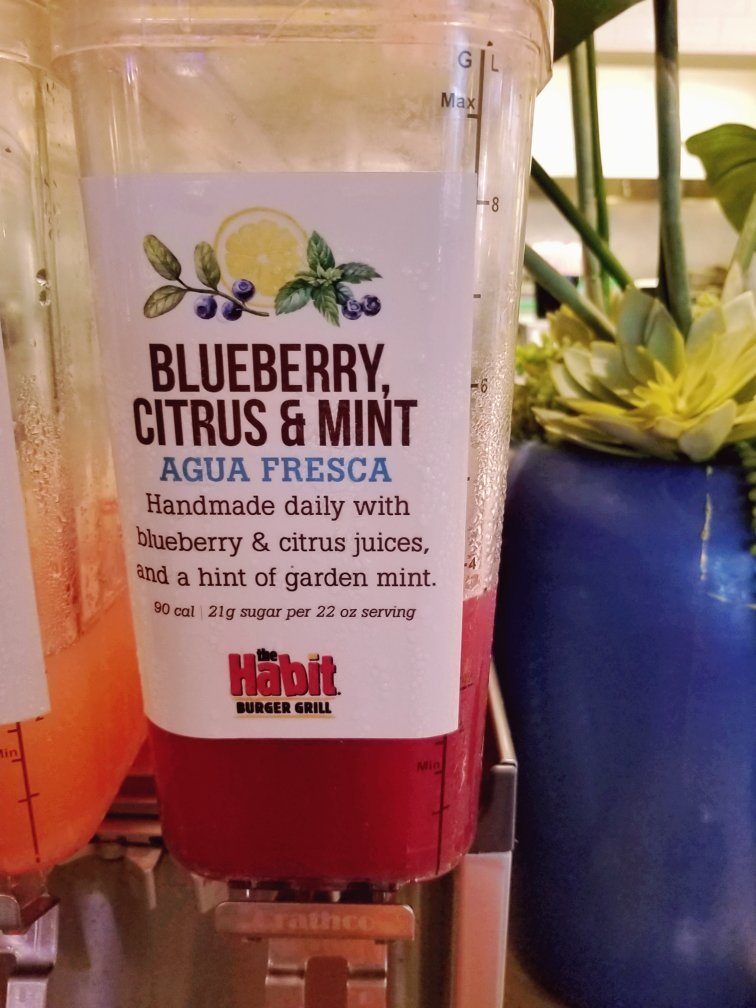 G L
Max
8
BLUEBERRY,
CITRUS & MINT
6
AGUA FRESCA
Handmade daily with
blueberry & citrus juices,
4
and a hint of garden mint.
90 cal | 21g sugar per 22 oz serving
the
Habit
BURGER GRILL
Min
Min